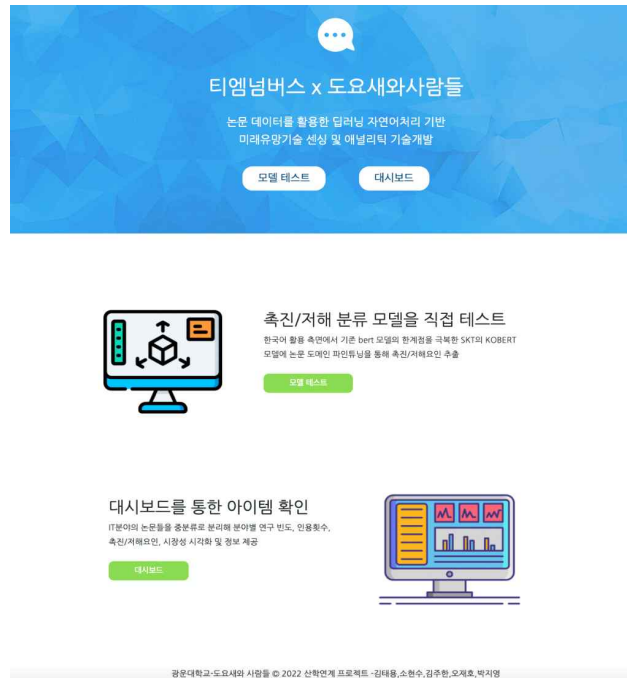 티엠넘버스 x 도요새와사람들
논문 데이터를 활용한 딥러닝 자연어처리 기반
미래유망기술 센싱 및 애널리틱 기술개발
모델 테스트
대시보드
촉진/저해 분류 모델을 직접 테스트
한국어 활용 측면에서 기존 bert 모델의 한계점을 극복한 SKT의 KOBERT
모델에 논문 도메인 파인튜닝을 통해 촉진/저해요인 추출
모델 테스트
대시보드를 통한 아이템 확인
IT분야의 논문들을 중분류로 분리해 분야별 연구 빈도, 인용횟수,
촉진/저해요인, 시장성 시각화 및 정보 제공
대시보드
광운대학교-도요새와 사람들 © 2022 산학연계 프로젝트 -김태용,소현수,김주한,오재호,박지영